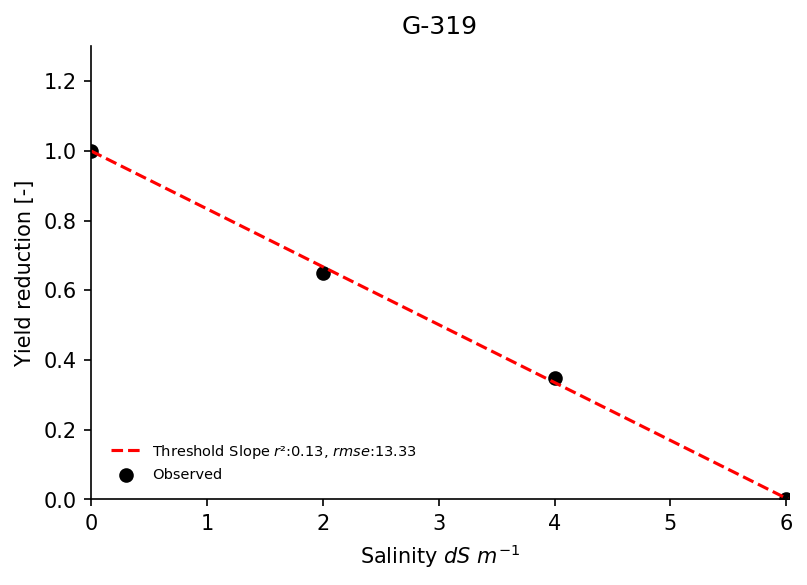 G-319
Yield reduction [-]
1.2
1.0
0.8
0.6
0.4
0.2
0.0
Threshold Slope r²:0.13, rmse:13.33
Observed
0 1 2 3 4 5 6
Salinity dS m⁻¹